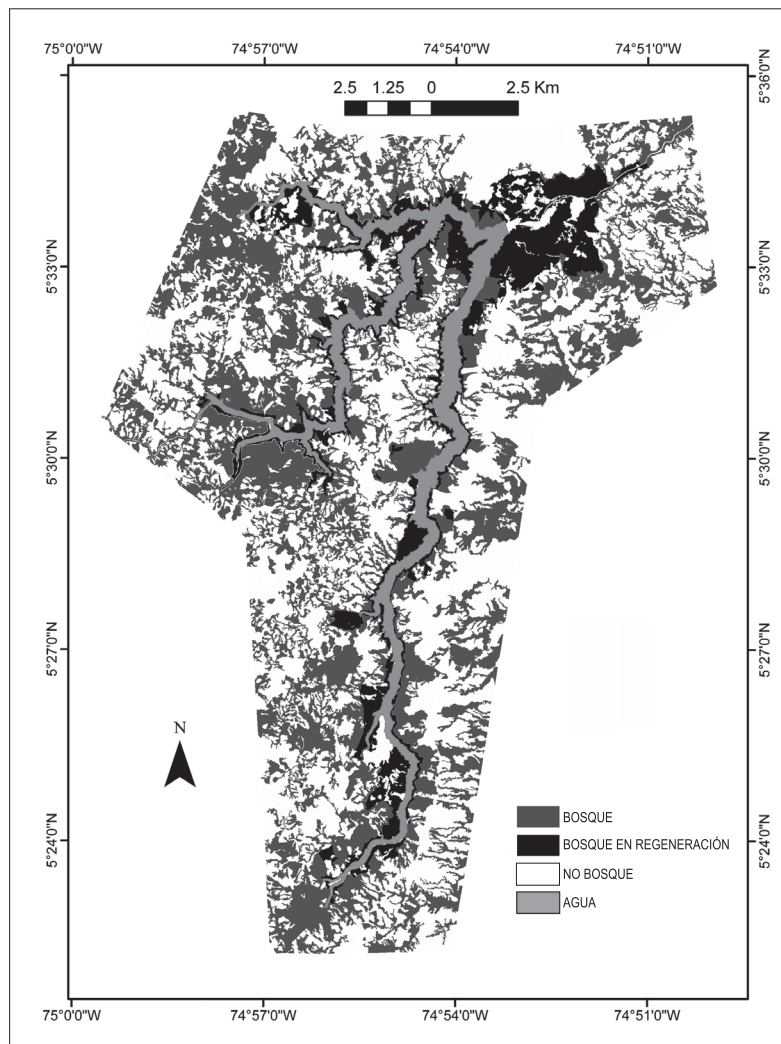 75°0'0"W 74°57'0"W 74°54'0"W 74°51'0"W
2.5 1.25 0 2.5 Km
5°36'0"N
5°33'0"N 5°33'0"N
5°30'0"N 5°30'0"N
5°27'0"N 5°27'0"N
N
BOSQUE
BOSQUE EN REGENERACIÓN
5°24'0"N 5°24'0"N
NO BOSQUE
AGUA
75°0'0"W 74°57'0"W 74°54'0"W 74°51'0"W